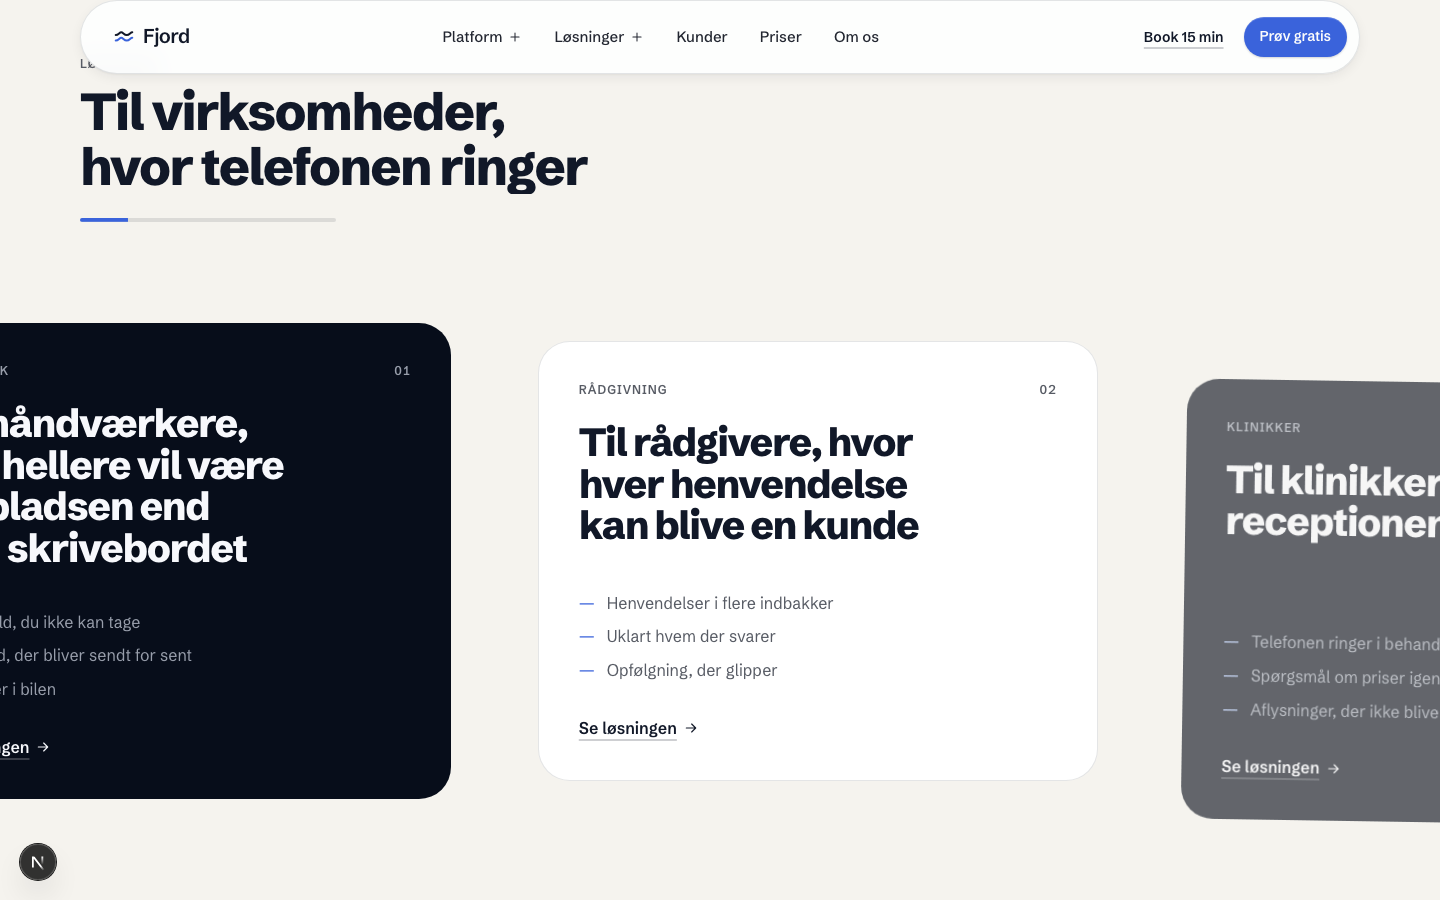 Fjord
Platform +
Løsninger +
Kunder
Priser
Om os
Book 15 min
Prøv gratis
Til virksomheder,
hvor telefonen ringer
01
håndværkere,
hellere vil være
pladsen end
skrivebordet
du ikke kan tage
der bliver sendt for sent
i bilen
→
RÅDGIVNING
02
Til rådgivere, hvor
hver henvendelse
kan blive en kunde
— Henvendelser i flere indbakker
— Uklart hvem der svarer
— Opfølgning, der glipper
Se løsningen →
KLINIKKER
Til klinikker
receptionen
— Telefonen ringer i
— Spørgsmål om priser igen
— Aflysninger, der ikke blive
Se løsningen →
N